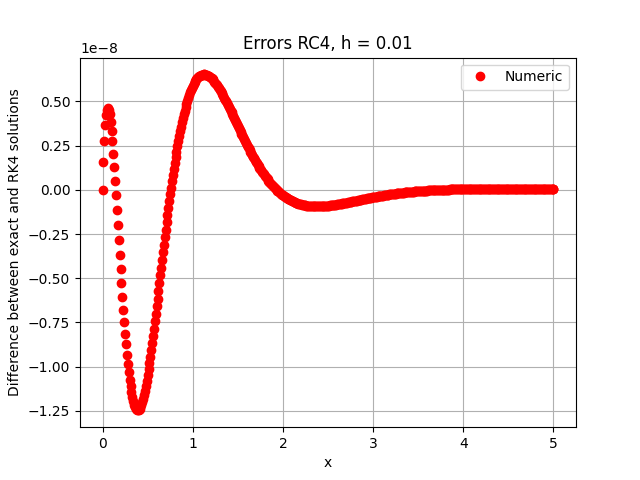 Errors RC4, h = 0.01
1e−8
Numeric
Difference between exact and RK4 solutions
0.50
0.25
0.00
−0.25
−0.50
−0.75
−1.00
−1.25
0 1 2 3 4 5
x